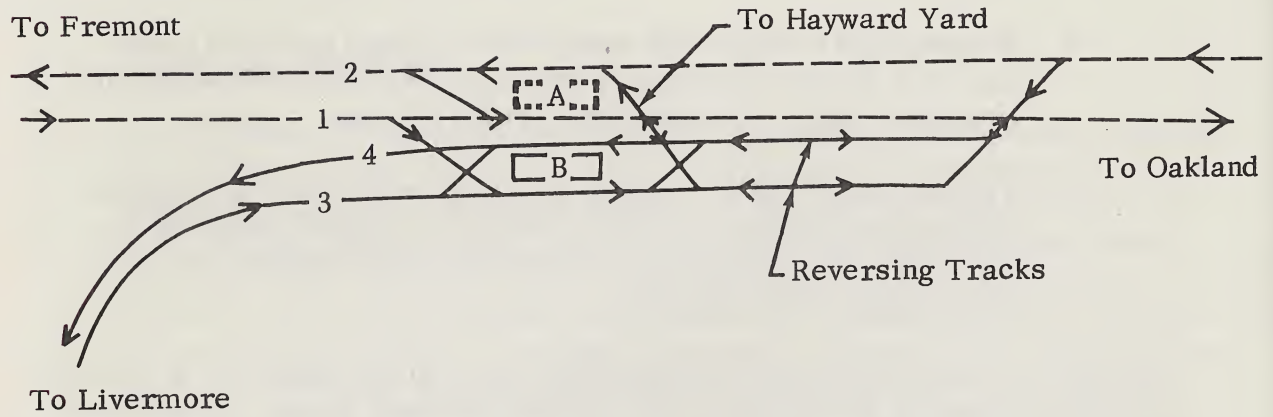 To Fremont
To Hayward Yard
2
A
1
4
B
3
To Oakland
Reversing Tracks
To Livermore